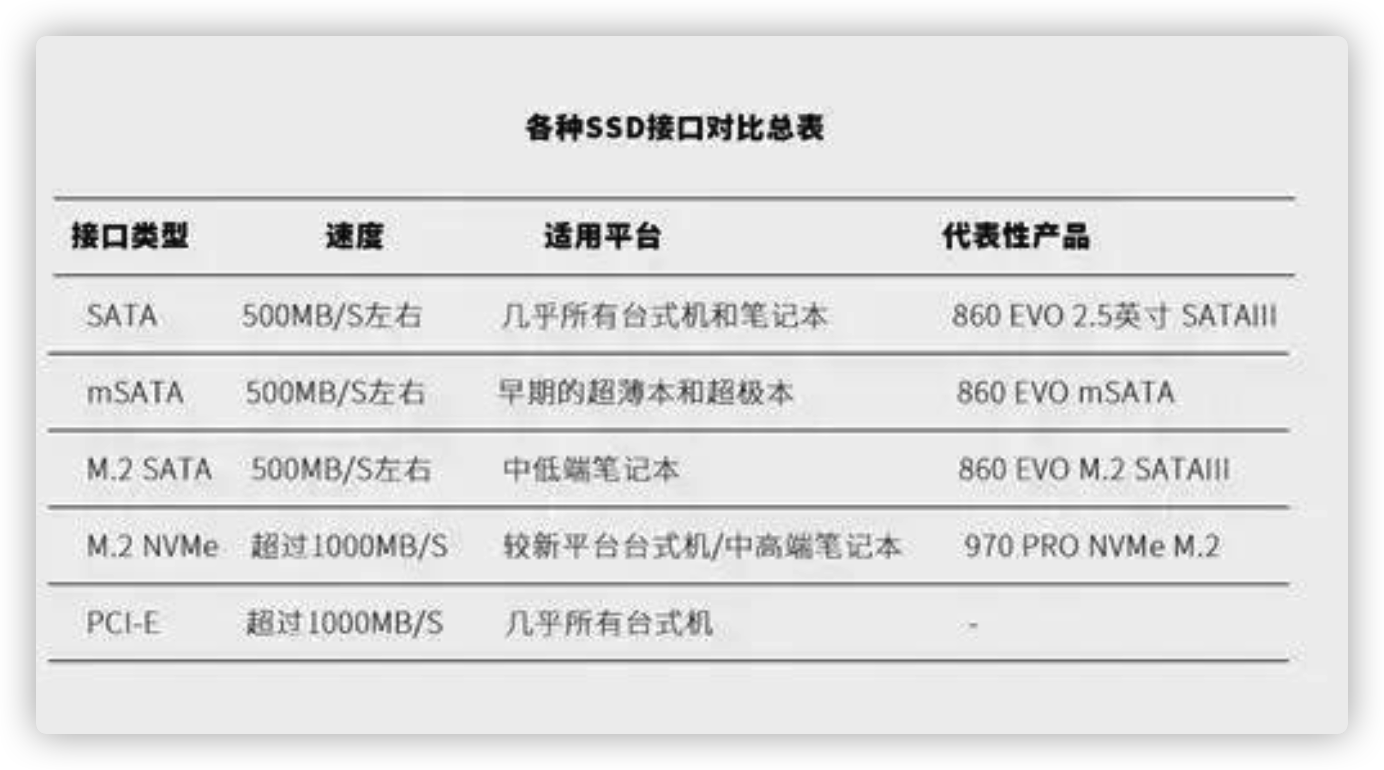 各种SSD接口对比总表
接口类型 速度 适用平台 代表性产品
SATA 500MB/S左右 几乎所有台式机和笔记本 860 EVO 2.5英寸 SATAIII
mSATA 500MB/S左右 早期的超薄本和超极本 860 EVO mSATA
M.2 SATA 500MB/S左右 中低端笔记本 860 EVO M.2 SATAIII
M.2 NVMe 超过1000MB/S 较新平台台式机/中高端笔记本 970 PRO NVMe M.2
PCI-E 超过1000MB/S 几乎所有台式机 -